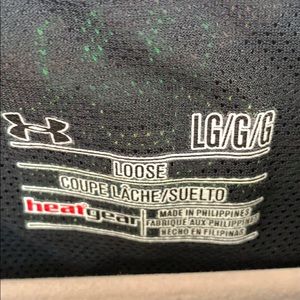 LG/G/G
LOOSE
COUPE LÂCHE/SUELTO
heatgear
MADE IN PHILIPPINES
FABRIQUÉ AUX PHILIPPINES
HECHO EN FILIPINAS